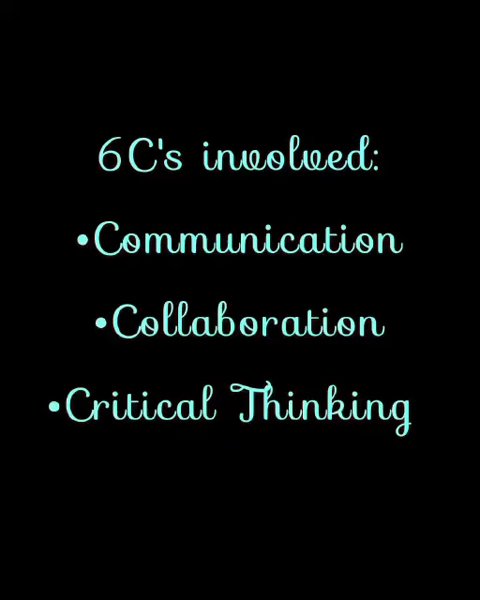 6C's involved:
•Communication
•Collaboration
•Critical Thinking